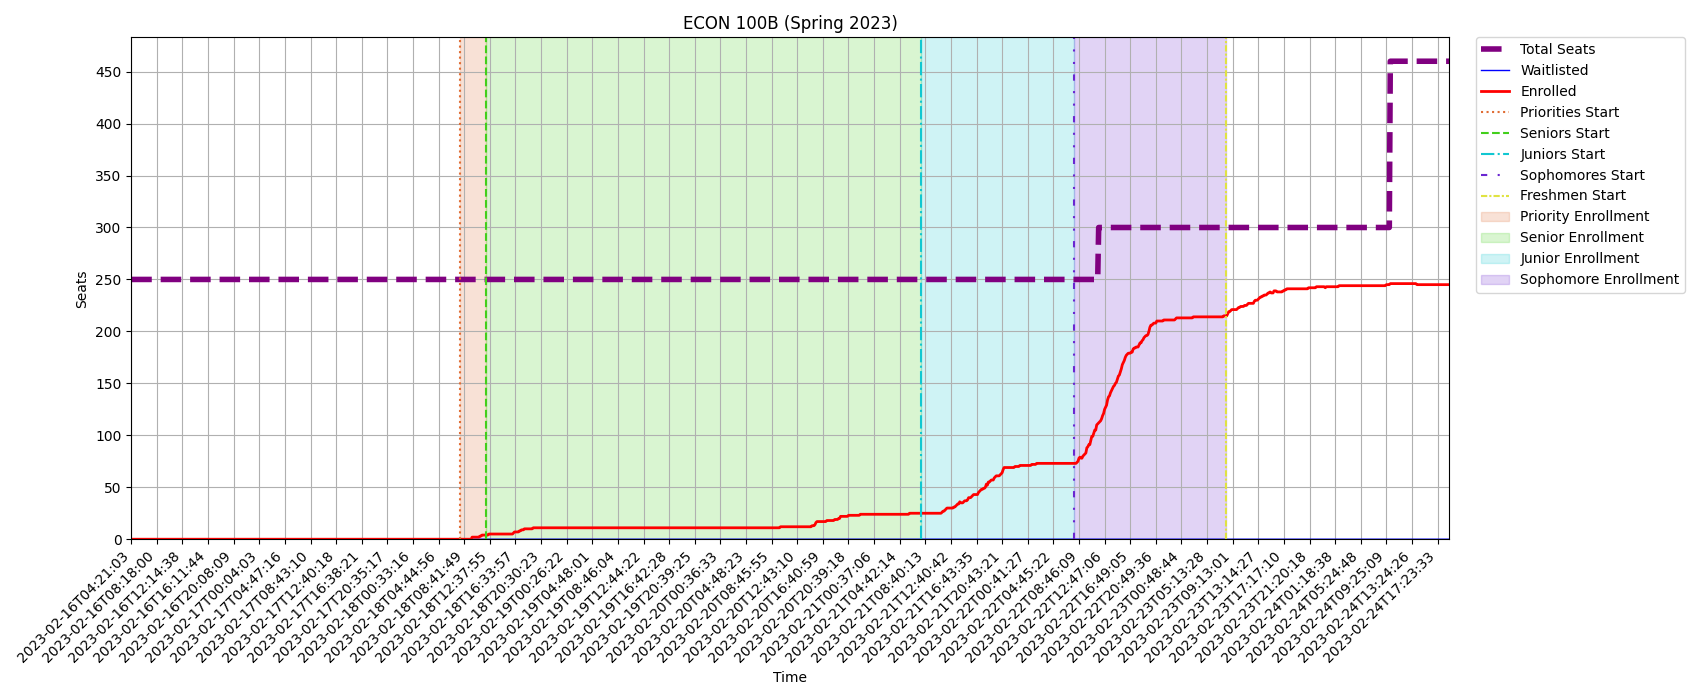 ECON 100B (Spring 2023)
Seats
450
400
350
300
250
200
150
100
50
0
2023-02-16T04:21:03
2023-02-16T08:18:00
2023-02-16T12:14:38
2023-02-16T16:11:44
2023-02-16T20:08:09
2023-02-17T00:04:03
2023-02-17T04:47:16
2023-02-17T08:43:10
2023-02-17T12:40:18
2023-02-17T16:38:21
2023-02-17T20:35:17
2023-02-18T00:33:16
2023-02-18T04:44:56
2023-02-18T08:41:49
2023-02-18T12:37:55
2023-02-18T16:33:57
2023-02-18T20:30:23
2023-02-19T00:26:22
2023-02-19T04:48:01
2023-02-19T08:46:04
2023-02-19T12:44:22
2023-02-19T16:42:28
2023-02-19T20:39:25
2023-02-20T00:36:33
2023-02-20T04:48:23
2023-02-20T08:45:55
2023-02-20T12:43:10
2023-02-20T16:40:59
2023-02-20T20:39:18
2023-02-21T00:37:06
2023-02-21T04:42:14
2023-02-21T08:40:13
2023-02-21T12:40:42
2023-02-21T16:43:35
2023-02-21T20:43:21
2023-02-22T00:41:27
2023-02-22T04:45:22
2023-02-22T08:46:09
2023-02-22T12:47:06
2023-02-22T16:49:05
2023-02-22T20:49:36
2023-02-23T00:48:44
2023-02-23T05:13:28
2023-02-23T09:13:01
2023-02-23T13:14:27
2023-02-23T17:17:10
2023-02-23T21:20:18
2023-02-24T01:18:38
2023-02-24T05:24:48
2023-02-24T09:25:09
2023-02-24T13:24:26
2023-02-24T17:23:33
Time
Total Seats
Waitlisted
Enrolled
Priorities Start
Seniors Start
Juniors Start
Sophomores Start
Freshmen Start
Priority Enrollment
Senior Enrollment
Junior Enrollment
Sophomore Enrollment